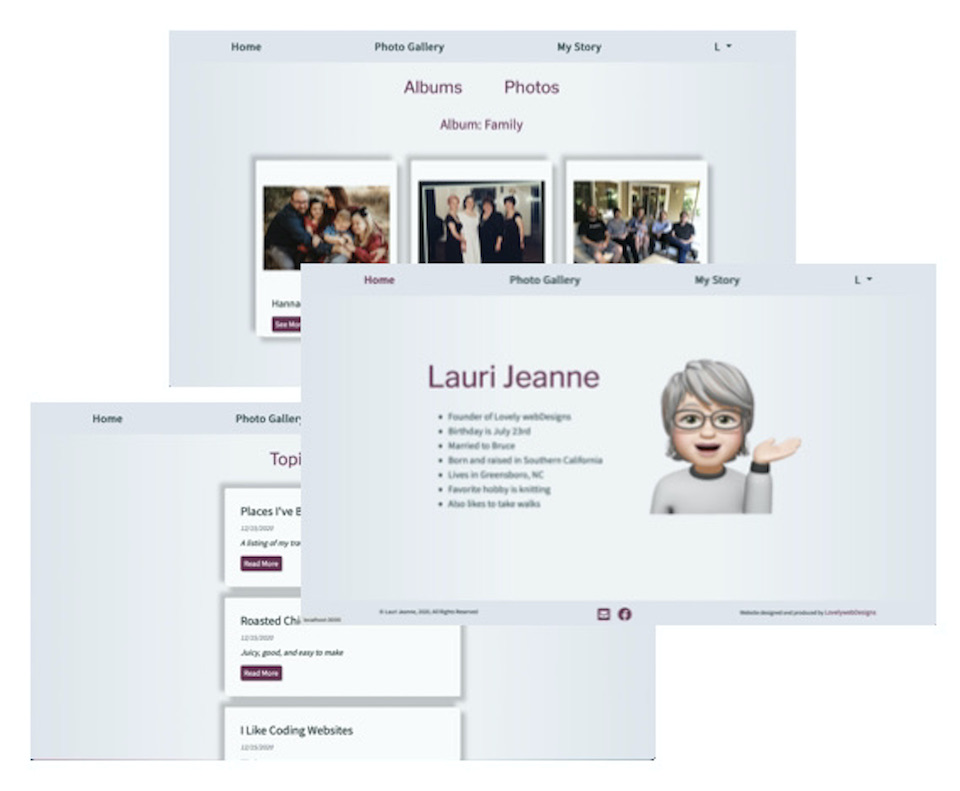 Home Photo Gallery My Story L
Albums Photos
Album: Family
Hanna
See Mor
Home Photo Gallery My Story L
Lauri Jeanne
Founder of Lovely webDesigns
Birthday is July 23rd
Married to Bruce
Born and raised in Southern California
Lives in Greensboro, NC
Favorite hobby is knitting
Also likes to take walks
© Lauri Jeanne, 2020, All Rights Reserved
localhost:3000
Website designed and produced by LovelywebDesigns
Home Photo Gallery
Topi
Places I've B
12/15/2020
A listing of my tra
Read More
Roasted Chi
12/15/2020
Juicy, good, and easy to make
Read More
I Like Coding Websites
12/15/2020